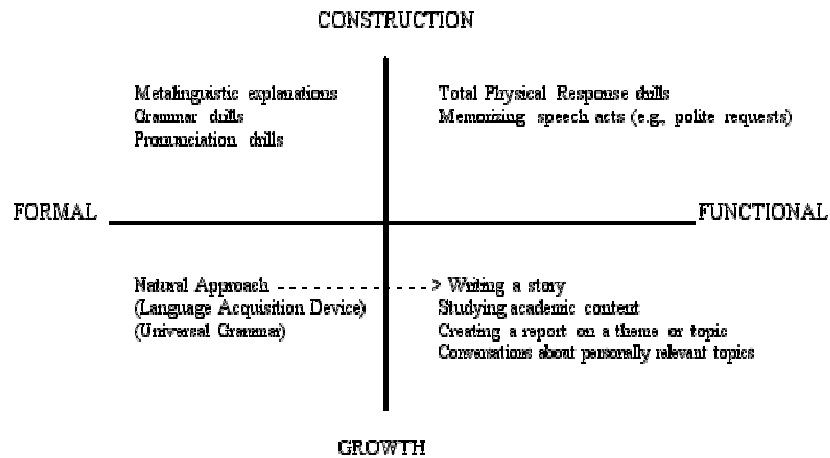 CONSTRUCTION
Metalinguistic explanations
Grammar drills
Pronunciation drills
Total Physical Response drills
Memorizing speech acts (e.g., polite requests)
FORMAL
FUNCTIONAL
Natural Approach - - - - - - - - - - - - - - - - >
(Language Acquisition Device)
(Universal Grammar)
Writing a story
Studying academic content
Creating a report on a theme or topic
Conversations about personally relevant topics
GROWTH